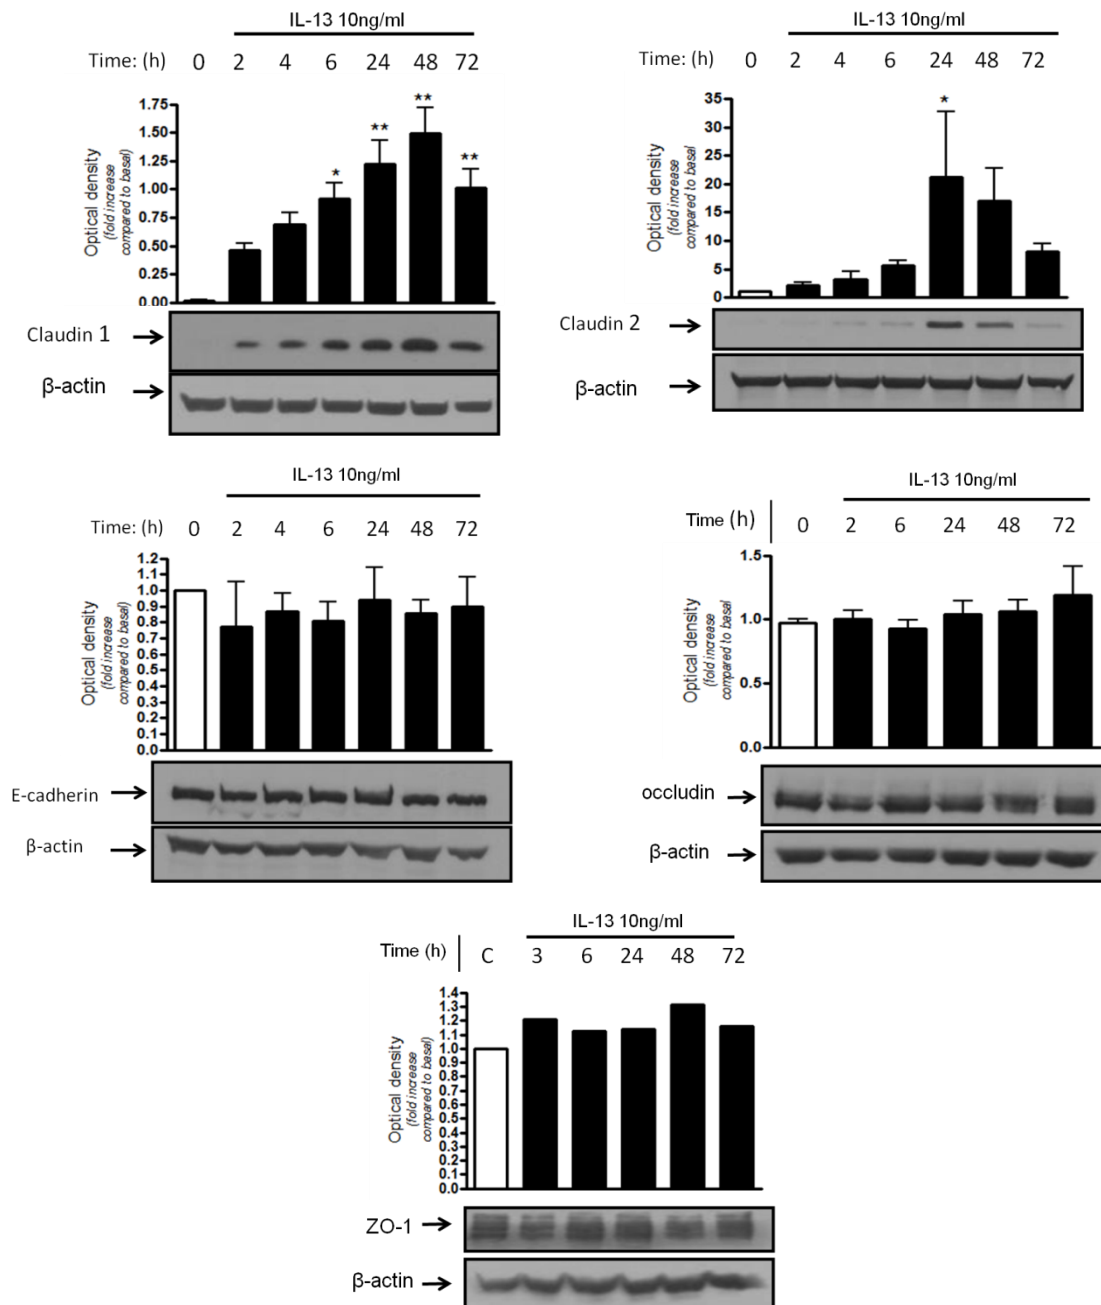 IL-13 10ng/ml
Time: (h) 0 2 4 6 24 48 72
Optical density
(fold increase
compared to basal)
1.75
1.50
1.25
1.00
0.75
0.50
0.25
0.00
* ** ** **
Claudin 1
β-actin
IL-13 10ng/ml
Time: (h) 0 2 4 6 24 48 72
Optical density
(fold increase
compared to basal
35
30
25
20
15
10
5
0
*
Claudin 2
β-actin
IL-13 10ng/ml
Time: (h) 0 2 4 6 24 48 72
Optical density
(fold increase
compared to basal)
1.2
1.1
1.0
0.9
0.8
0.7
0.6
0.5
0.4
0.3
0.2
0.1
0.0
E-cadherin
β-actin
IL-13 10ng/ml
Time (h) 0 2 6 24 48 72
Optical density
(fold increase
compared to basal)
1.5
1.0
0.5
0.0
occludin
β-actin
IL-13 10ng/ml
Time (h) C 3 6 24 48 72
Optical density
(fold increase
compared to basal)
1.4
1.3
1.2
1.1
1.0
0.9
0.8
0.7
0.6
0.5
0.4
0.3
0.2
0.1
0.0
ZO-1
β-actin